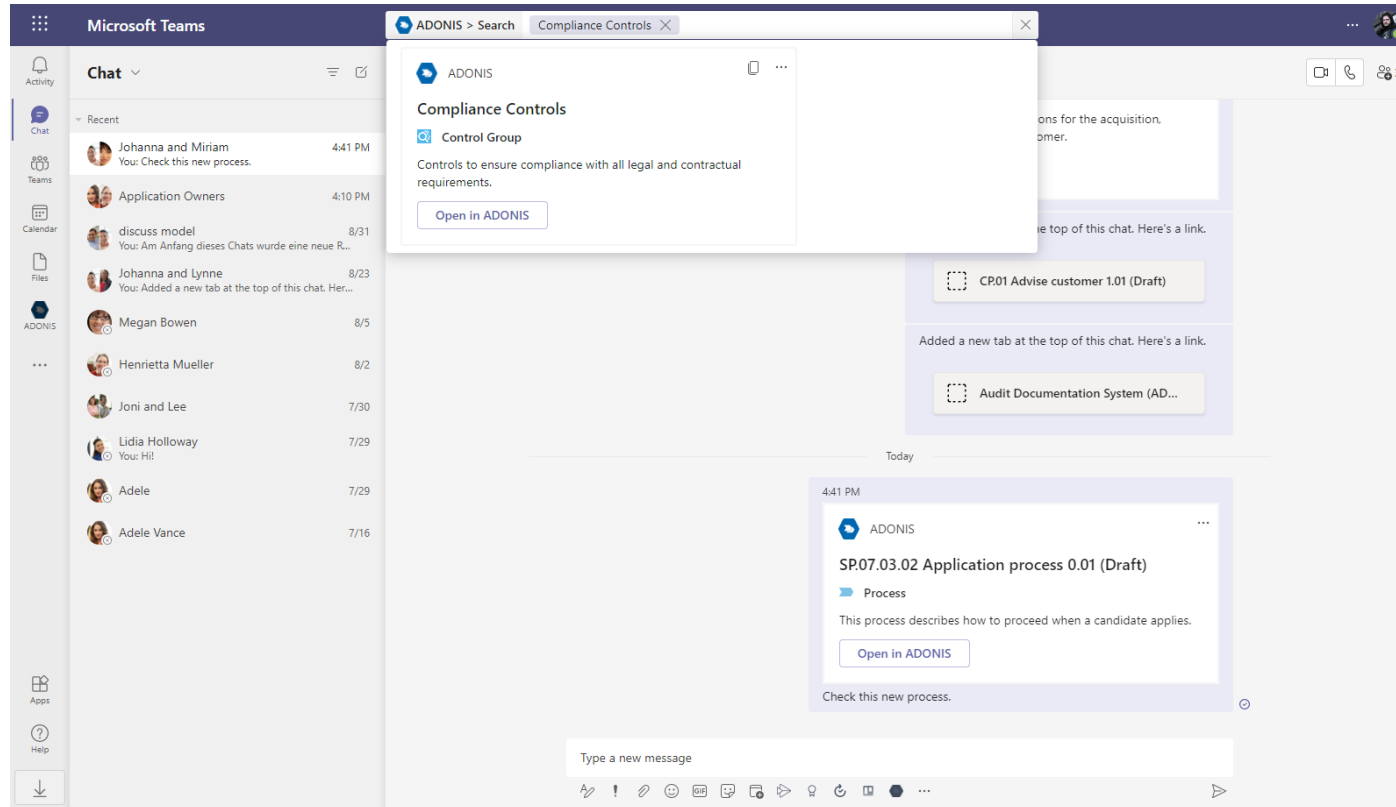 Microsoft Teams
ADONIS > Search
Compliance Controls
Activity
Chat
Teams
Calendar
Files
ADONIS
Apps
Help
Chat
Recent
Johanna and Miriam 4:41 PM
You: Check this new process.
Application Owners 4:10 PM
discuss model 8/31
You: Am Anfang dieses Chats wurde eine neue R...
Johanna and Lynne 8/23
You: Added a new tab at the top of this chat. Her...
Megan Bowen 8/5
Henrietta Mueller 8/2
Joni and Lee 7/30
Lidia Holloway 7/29
You: Hi!
Adele 7/29
Adele Vance 7/16
ADONIS
Compliance Controls
Control Group
Controls to ensure compliance with all legal and contractual
requirements.
Open in ADONIS
ons for the acquisition,
omer.
the top of this chat. Here's a link.
CP.01 Advise customer 1.01 (Draft)
Added a new tab at the top of this chat. Here's a link.
Audit Documentation System (AD...
Today
4:41 PM
ADONIS
SP.07.03.02 Application process 0.01 (Draft)
Process
This process describes how to proceed when a candidate applies.
Open in ADONIS
Check this new process.
Type a new message
GIF